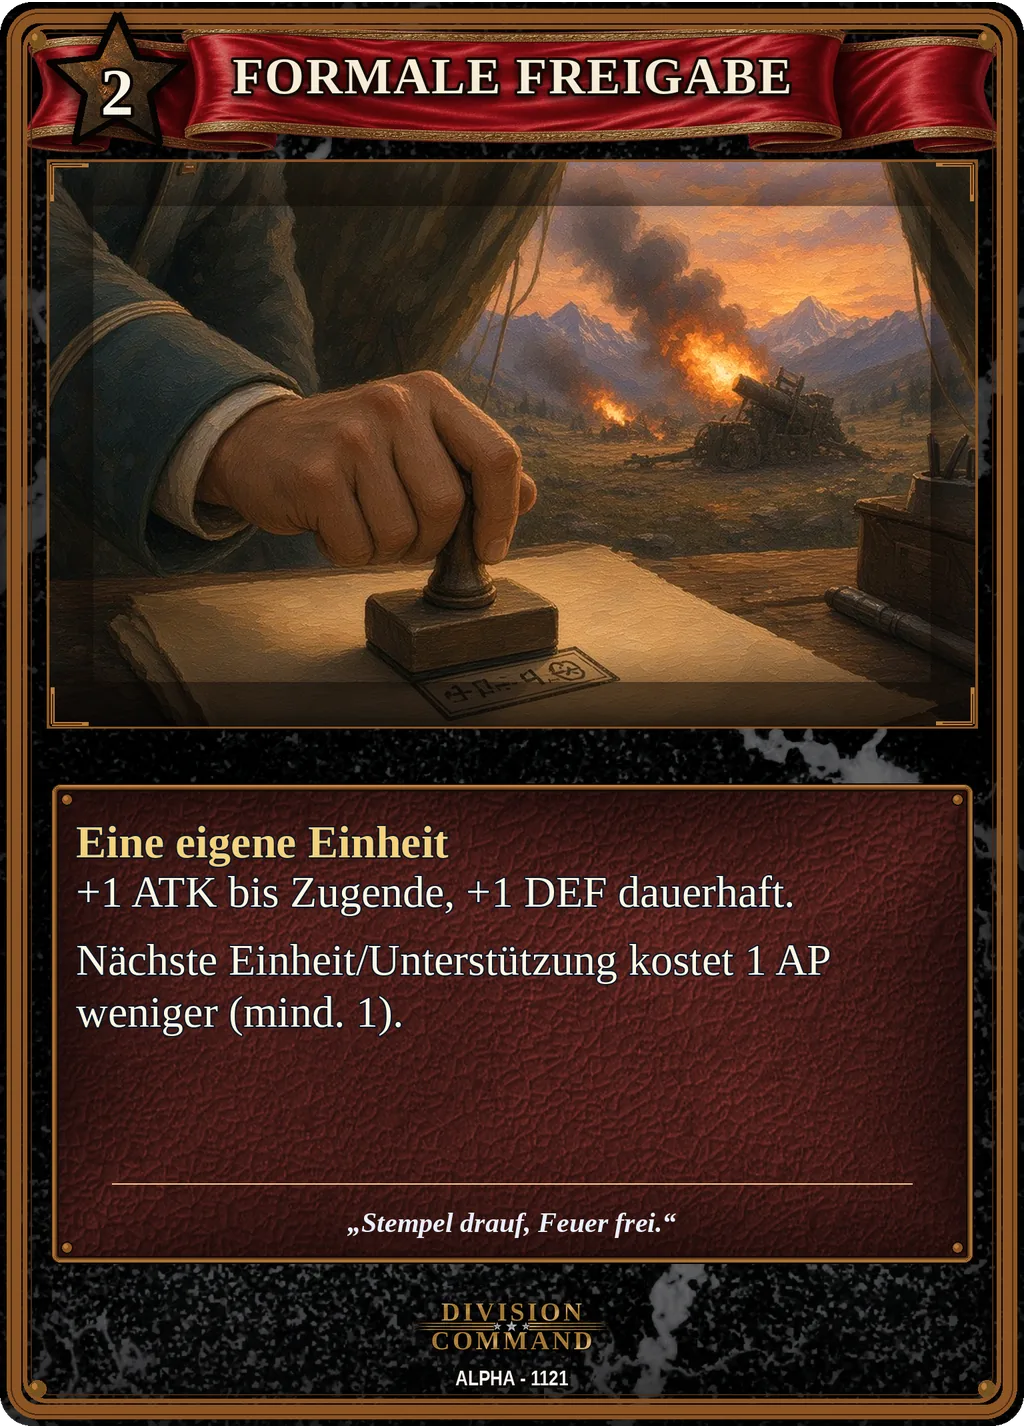 2
FORMALE FREIGABE
Eine eigene Einheit
+1 ATK bis Zugende, +1 DEF dauerhaft.
Nächste Einheit/Unterstützung kostet 1 AP
weniger (mind. 1).
„Stempel drauf, Feuer frei.“
DIVISION
COMMAND
ALPHA - 1121